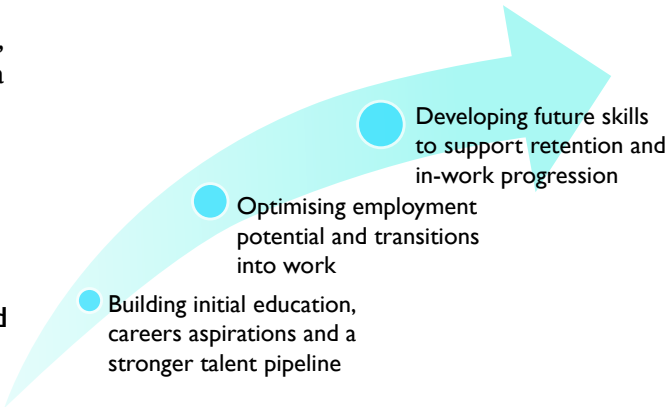 ,
Developing future skills
to support retention and
in-work progression
Optimising employment
potential and transitions
into work
Building initial education,
careers aspirations and a
stronger talent pipeline